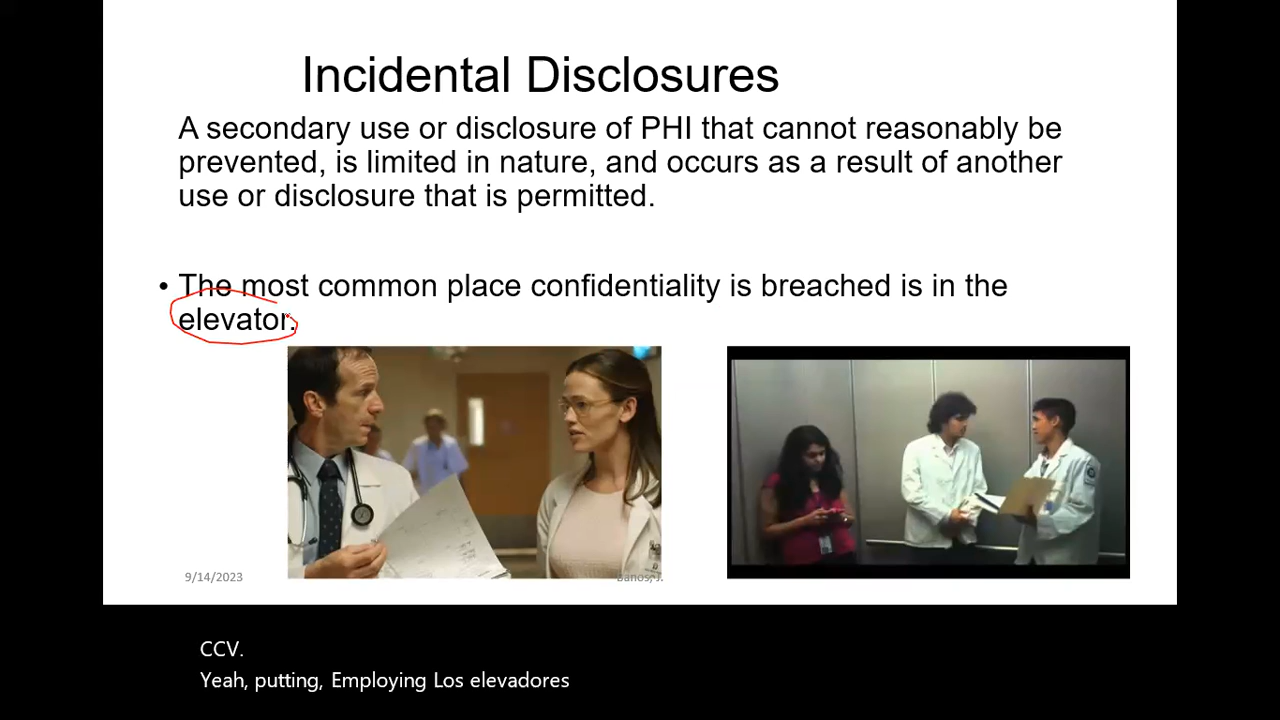 Incidental Disclosures
A secondary use or disclosure of PHI that cannot reasonably be
prevented, is limited in nature, and occurs as a result of another
use or disclosure that is permitted.
• The most common place confidentiality is breached is in the
elevator.
9/14/2023
Banos, J.
CCV.
Yeah, putting, Employing Los elevadores